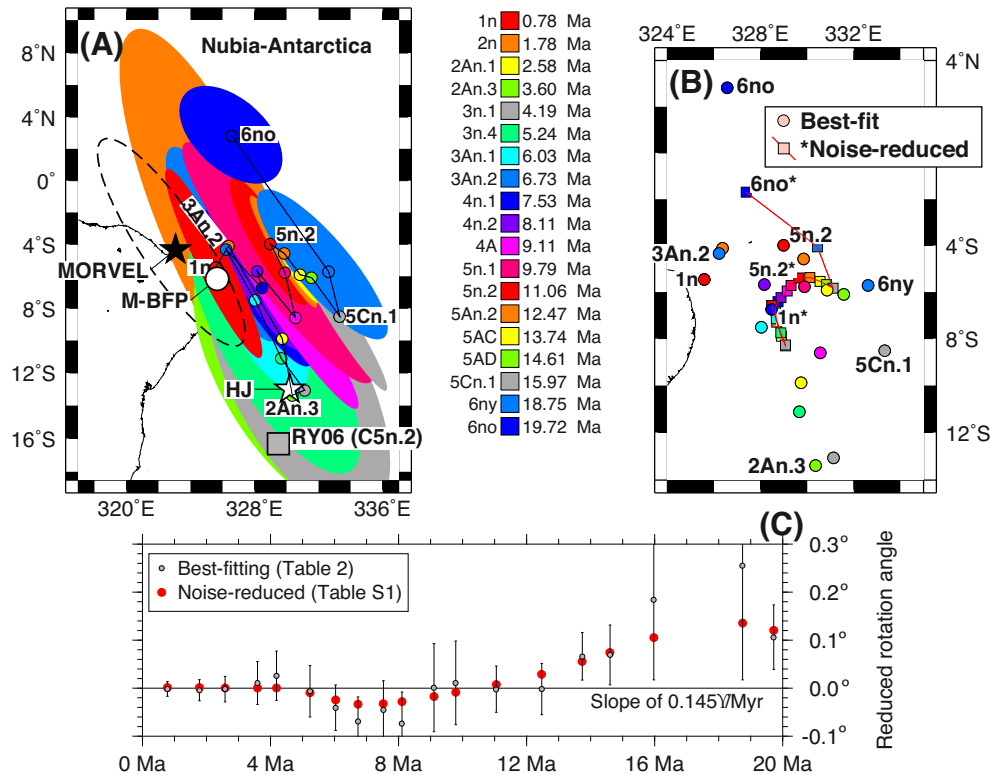 (A)
Nubia-Antarctica
8˚N
4˚N
0˚
4˚S
8˚S
12˚S
16˚S
320˚E
328˚E
336˚E
6no
3An.2
5n.2
1n
MORVEL
M-BFP
5Cn.1
HJ
2An.3
RY06 (C5n.2)
1n 0.78 Ma
2n 1.78 Ma
2An.1 2.58 Ma
2An.3 3.60 Ma
3n.1 4.19 Ma
3n.4 5.24 Ma
3An.1 6.03 Ma
3An.2 6.73 Ma
4n.1 7.53 Ma
4n.2 8.11 Ma
4A 9.11 Ma
5n.1 9.79 Ma
5n.2 11.06 Ma
5An.2 12.47 Ma
5AC 13.74 Ma
5AD 14.61 Ma
5Cn.1 15.97 Ma
6ny 18.75 Ma
6no 19.72 Ma
324˚E
328˚E
332˚E
4˚N
(B)
6no
Best-fit
*Noise-reduced
6no*
5n.2
3An.2
4˚S
1n
5n.2*
6ny
1n*
8˚S
5Cn.1
12˚S
2An.3
(C)
Best-fitting (Table 2)
Noise-reduced (Table S1)
0.3°
0.2°
0.1°
0.0°
-0.1°
Reduced rotation angle
Slope of 0.145ϓ/Myr
0 Ma
4 Ma
8 Ma
12 Ma
16 Ma
20 Ma